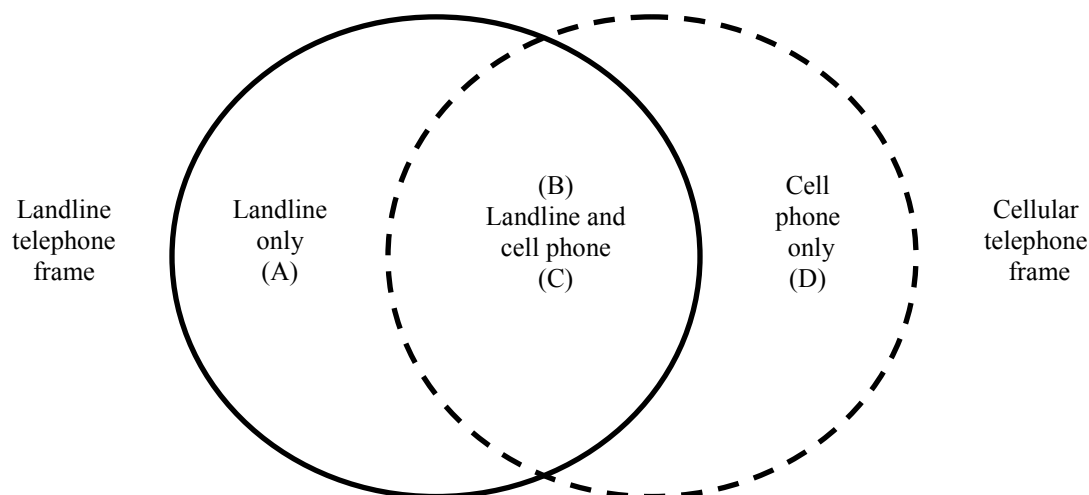 Landline
telephone
frame
Landline
only
(A)
(B)
Landline and
cell phone
(C)
Cell
phone
only
(D)
Cellular
telephone
frame